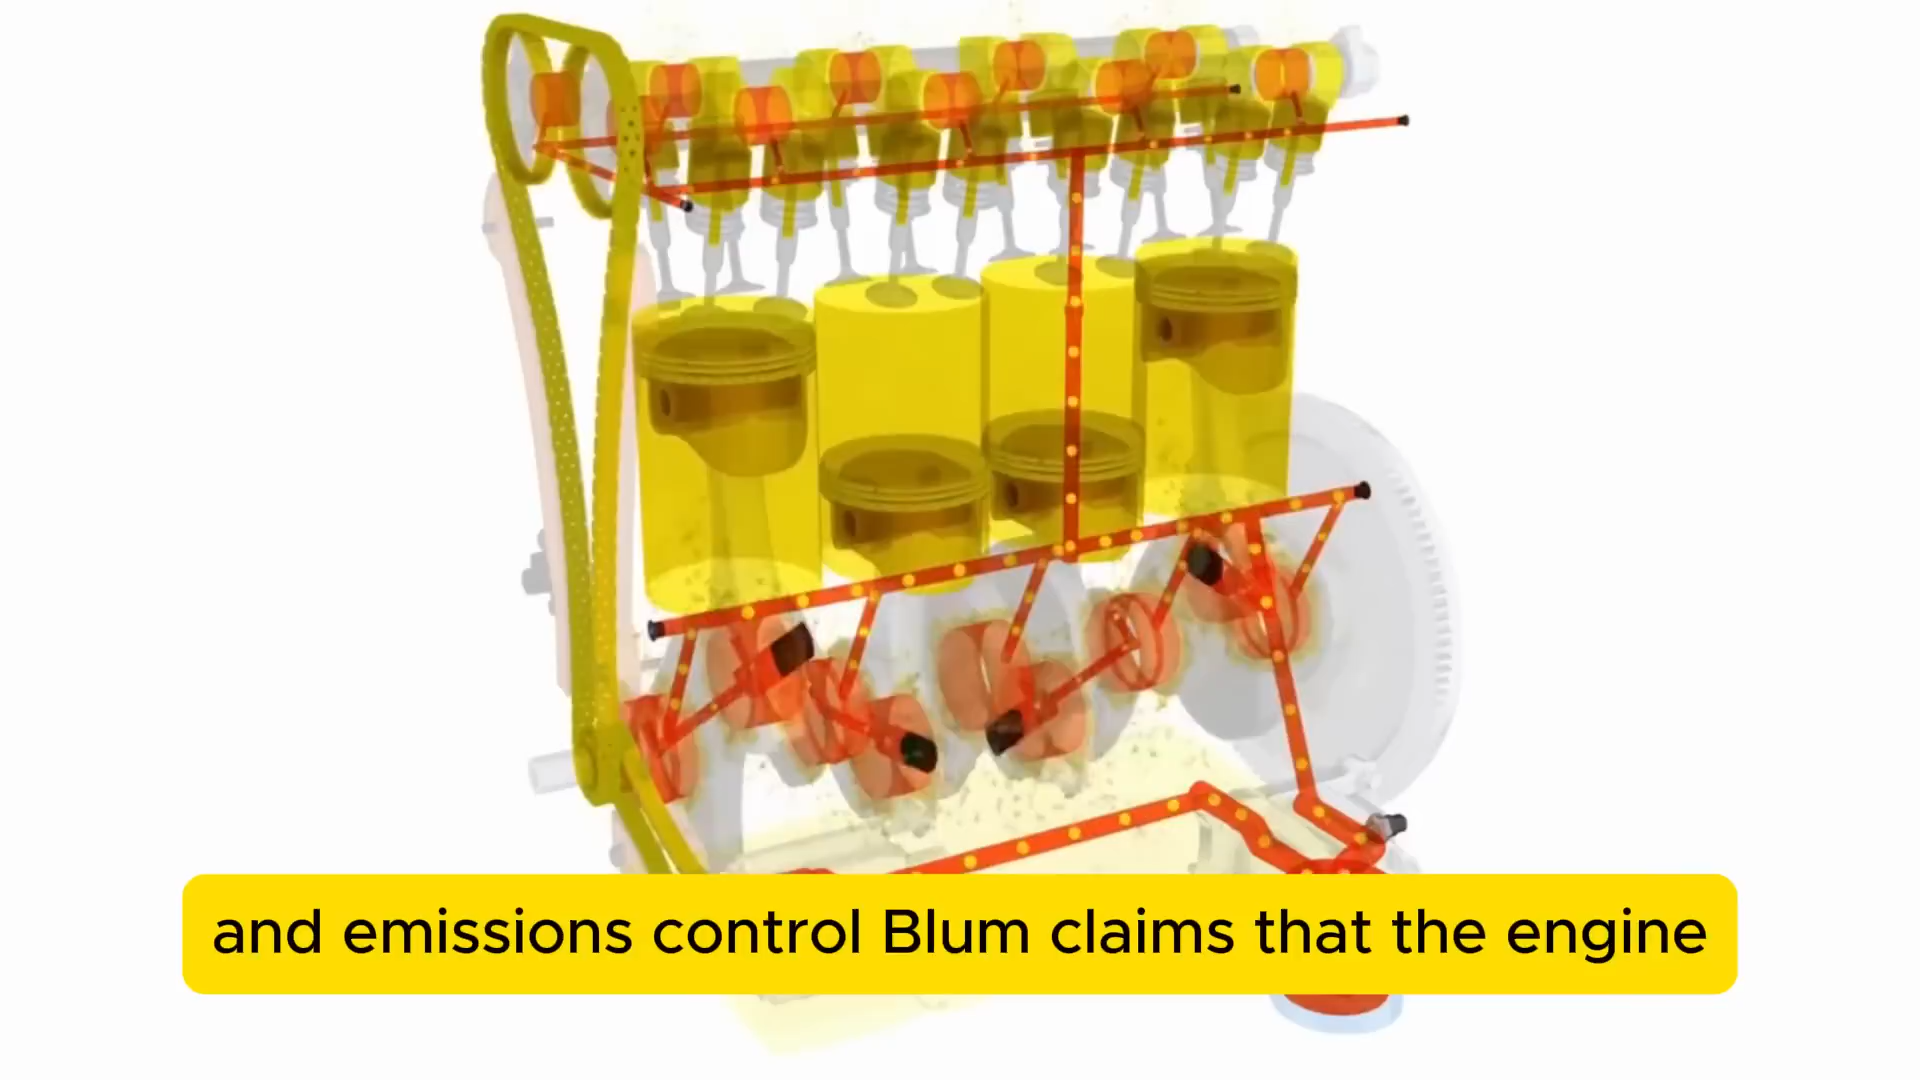 and emissions control Blum claims that the engine